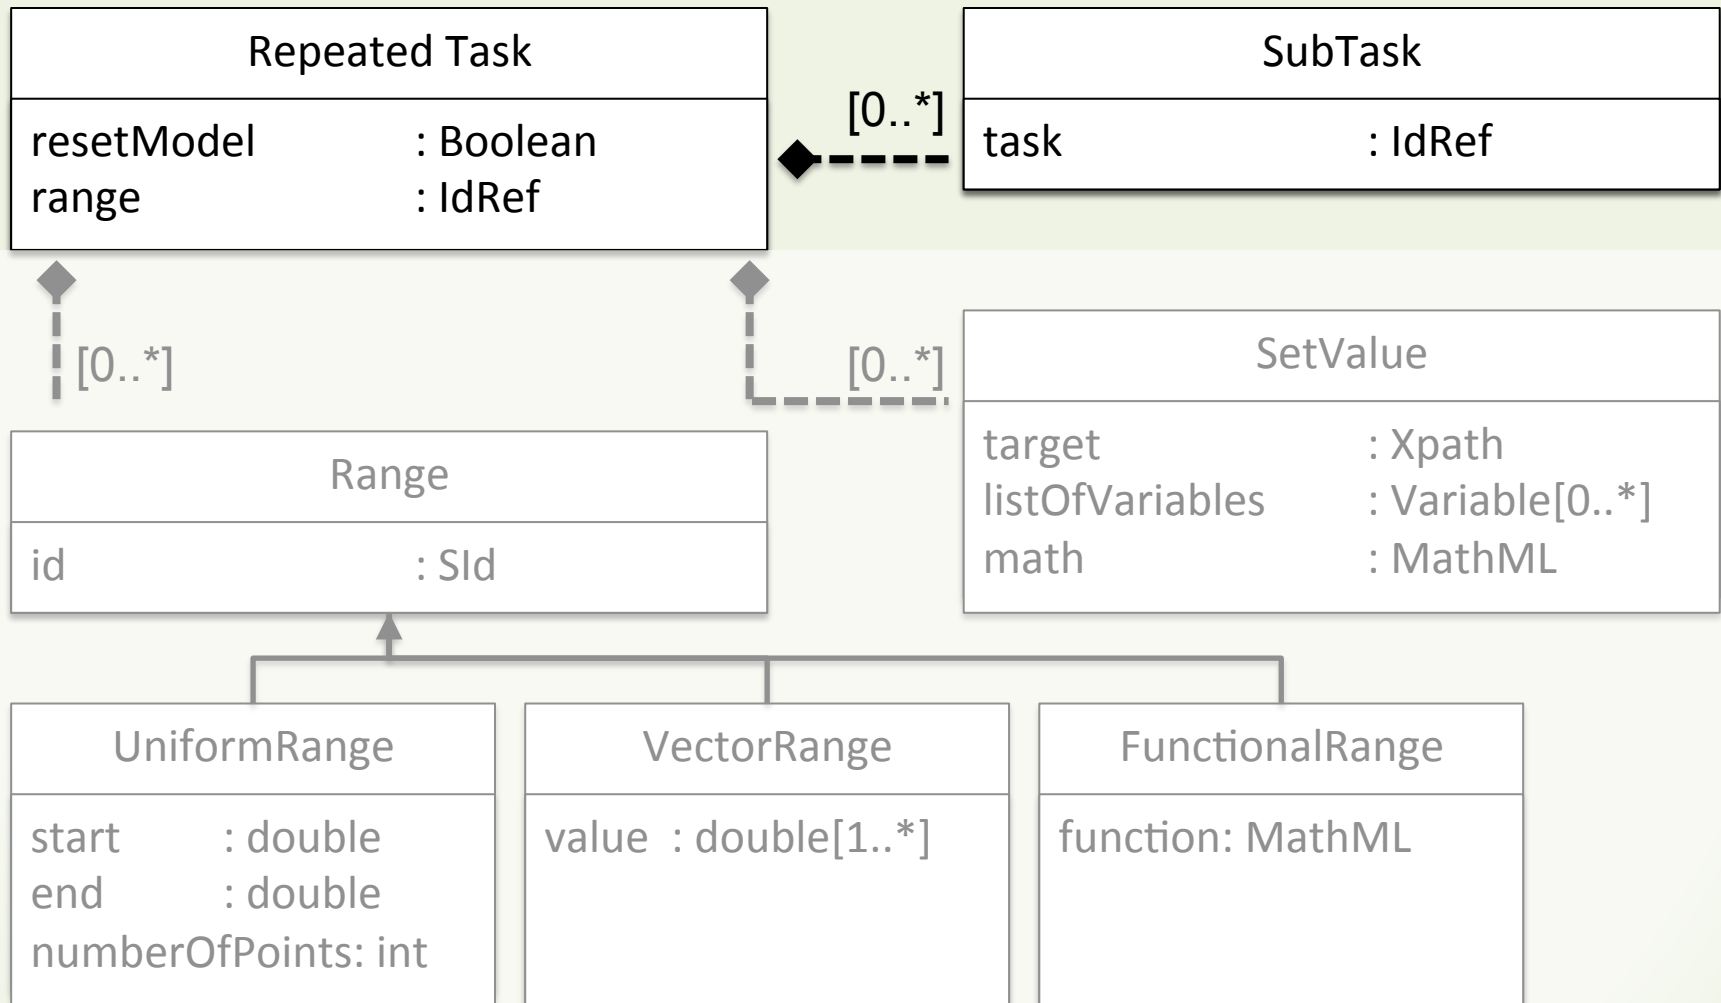 Repeated Task
resetModel : Boolean
range : IdRef
[0..*]
SubTask
task : IdRef
[0..*]
[0..*]
SetValue
target : Xpath
listOfVariables : Variable[0..*]
math : MathML
Range
id : SId
UniformRange
start : double
end : double
numberOfPoints: int
VectorRange
value : double[1..*]
FunctionalRange
function: MathML